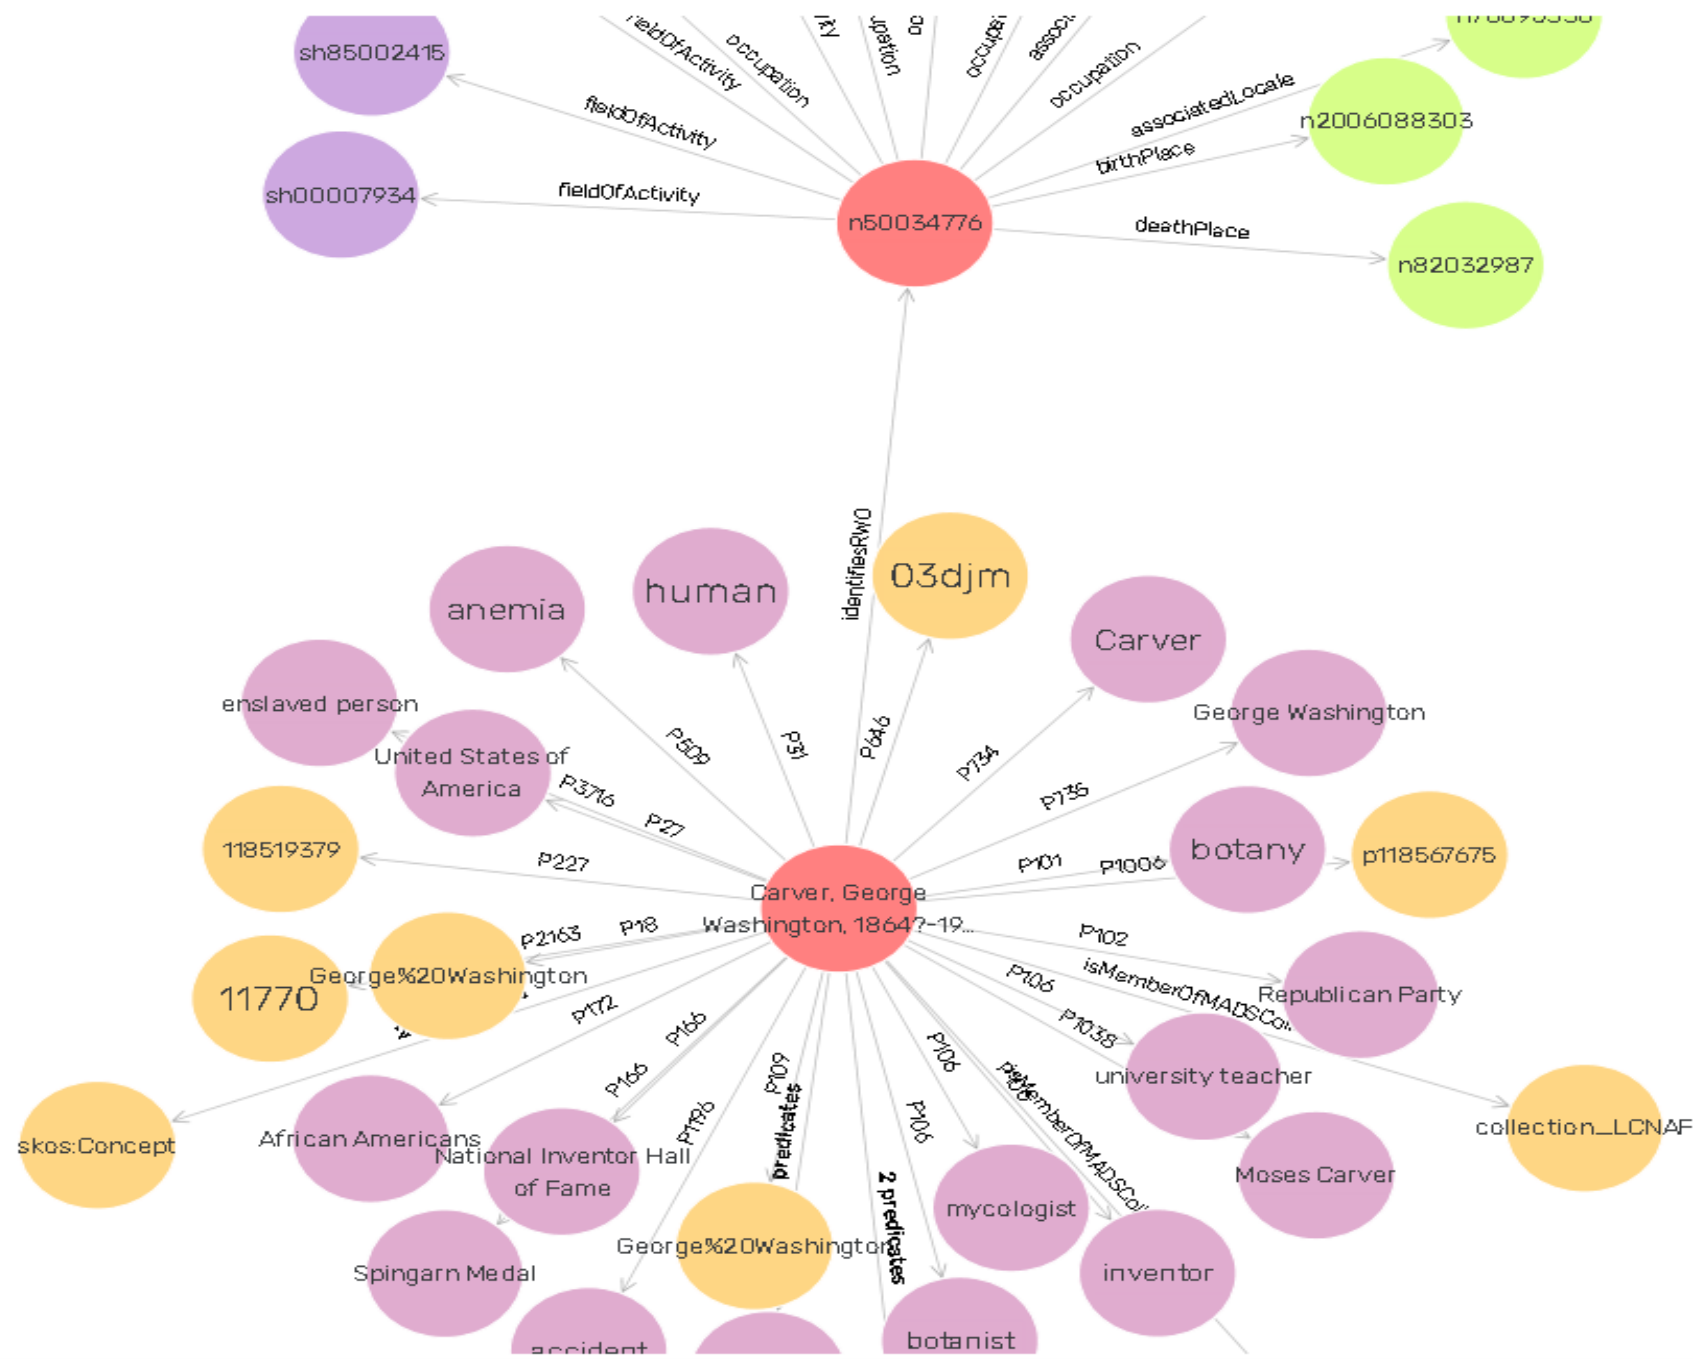 sh85002415
fieldOfActivity
occupation
occupation
associatedLocale
n2006088303
fieldOfActivity
birthPlace
sh00007934
fieldOfActivity
n50034776
deathPlace
n82032987
identifiesRWO
03djm
human
anemia
Carver
enslaved person
George Washington
United States of
America
P509
P31
P646
P734
P735
P3716
P27
118519379
P227
P101
P1006
botany
p118567675
Carver, George
Washington, 1864?-19...
P2163
P18
P102
George%20Washington
11770
P106
isMemberOfMADSCol
Republican Party
P172
P166
P1038
P106
P166
P109
P106
isMemberOfMADSColl
university teacher
P1196
predicates
P106
skos:Concept
African Americans
National Inventor Hall
of Fame
collection_LCNAF
Moses Carver
mycologist
2 predicates
George%20Washington
Spingarn Medal
inventor
accident
botanist